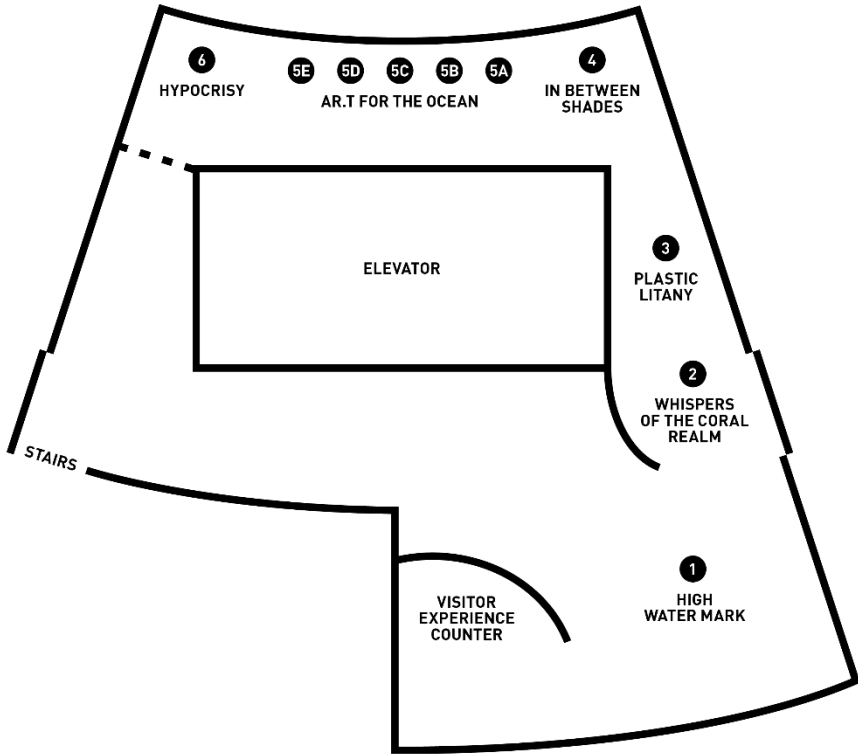 6
5E
5D
5C
5B
5A
4
HYPOCRISY
AR.T FOR THE OCEAN
IN BETWEEN
SHADES
ELEVATOR
3
PLASTIC
LITANY
2
WHISPERS
OF THE CORAL
REALM
STAIRS
1
HIGH
WATER MARK
VISITOR
EXPERIENCE
COUNTER